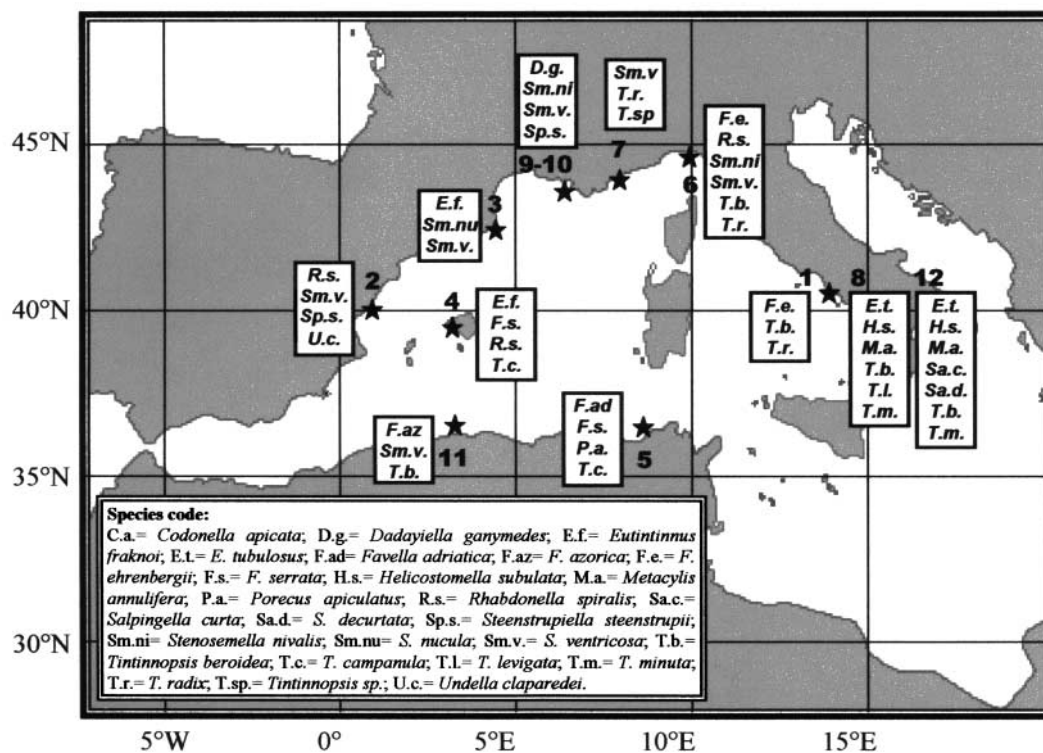 D.g.
Sm.ni
Sm.v.
Sp.s.
Sm.v
T.r.
T.sp
F.e.
R.s.
Sm.ni
Sm.v.
T.b.
T.r.
45°N
9-10
7
6
E.f.
Sm.nu
Sm.v.
3
R.s.
Sm.v.
Sp.s.
U.c.
2
40°N
4
E.f.
F.s.
R.s.
T.c.
1
8
12
F.e.
T.b.
T.r.
E.t.
H.s.
M.a.
T.b.
T.l.
T.m.
E.t.
H.s.
M.a.
Sa.c.
Sa.d.
T.b.
T.m.
F.az
Sm.v.
T.b.
11
F.ad
F.s.
P.a.
T.c.
5
35°N
Species code:
C.a.= Codonella apicata; D.g.= Dadayiella ganymedes; E.f.= Eutintinnus
fraknoi; E.t.= E. tubulosus; F.ad= Favella adriatica; F.az= F. azorica; F.e.= F.
ehrenbergii; F.s.= F. serrata; H.s.= Helicostomella subulata; M.a.= Metacylis
annulifera; P.a.= Porecus apiculatus; R.s.= Rhabdonella spiralis; Sa.c.=
Salpingella curta; Sa.d.= S. decurtata; Sp.s.= Steenstrupiella steenstrupii;
Sm.ni= Stenosemella nivalis; Sm.nu= S. nucula; Sm.v.= S. ventricosa; T.b.=
Tintinnopsis beroidea; T.c.= T. campanula; T.l.= T. levigata; T.m.= T. minuta;
T.r.= T. radix; T.sp.= Tintinnopsis sp.; U.c.= Undella claparedei.
30°N
5°W
0°
5°E
10°E
15°E